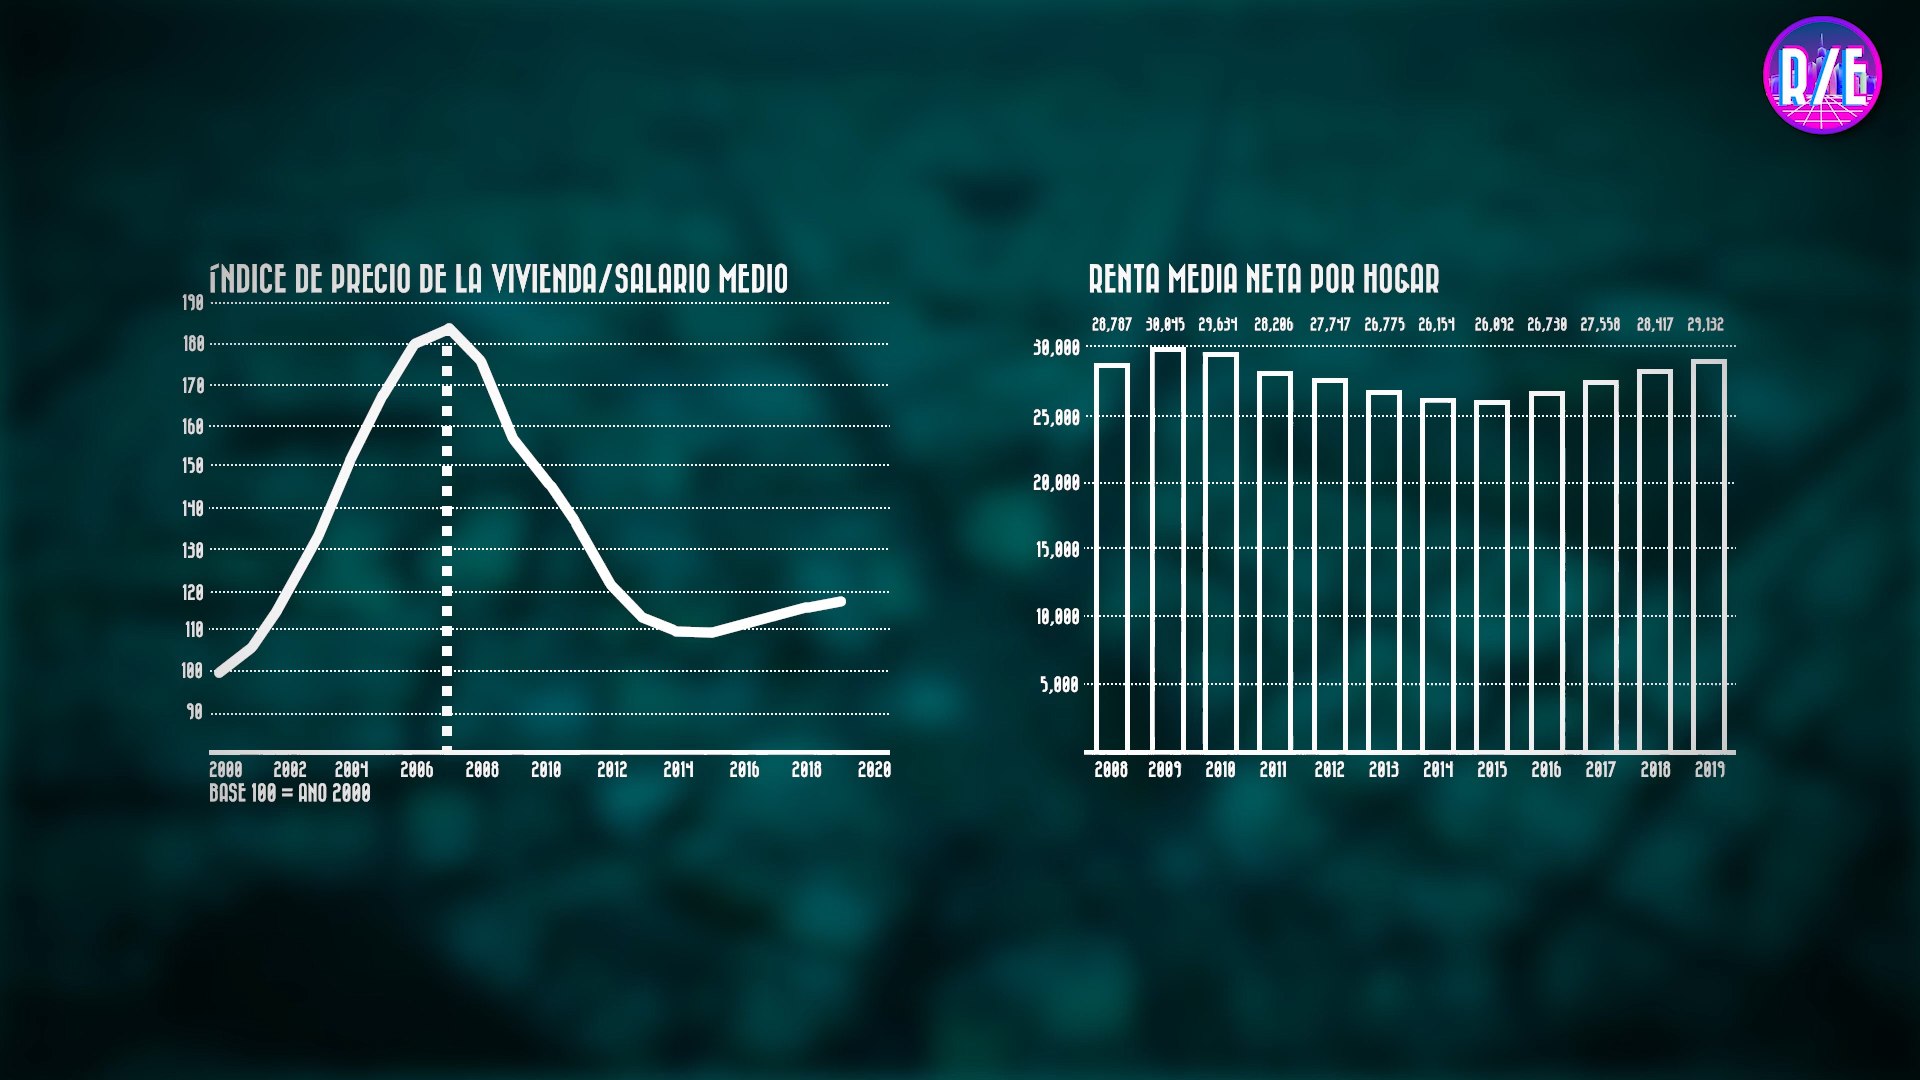 R/E
ÍNDICE DE PRECIO DE LA VIVIENDA/SALARIO MEDIO
190
180
170
160
150
140
130
120
110
100
90
2000 2002 2004 2006 2008 2010 2012 2014 2016 2018 2020
BASE 100 = ANO 2000
RENTA MEDIA NETA POR HOGAR
28,787 30,045 29,634 28,206 27,747 26,775 26,154 26,092 26,730 27,558 28,417 29,132
30,000
25,000
20,000
15,000
10,000
5,000
2008 2009 2010 2011 2012 2013 2014 2015 2016 2017 2018 2019